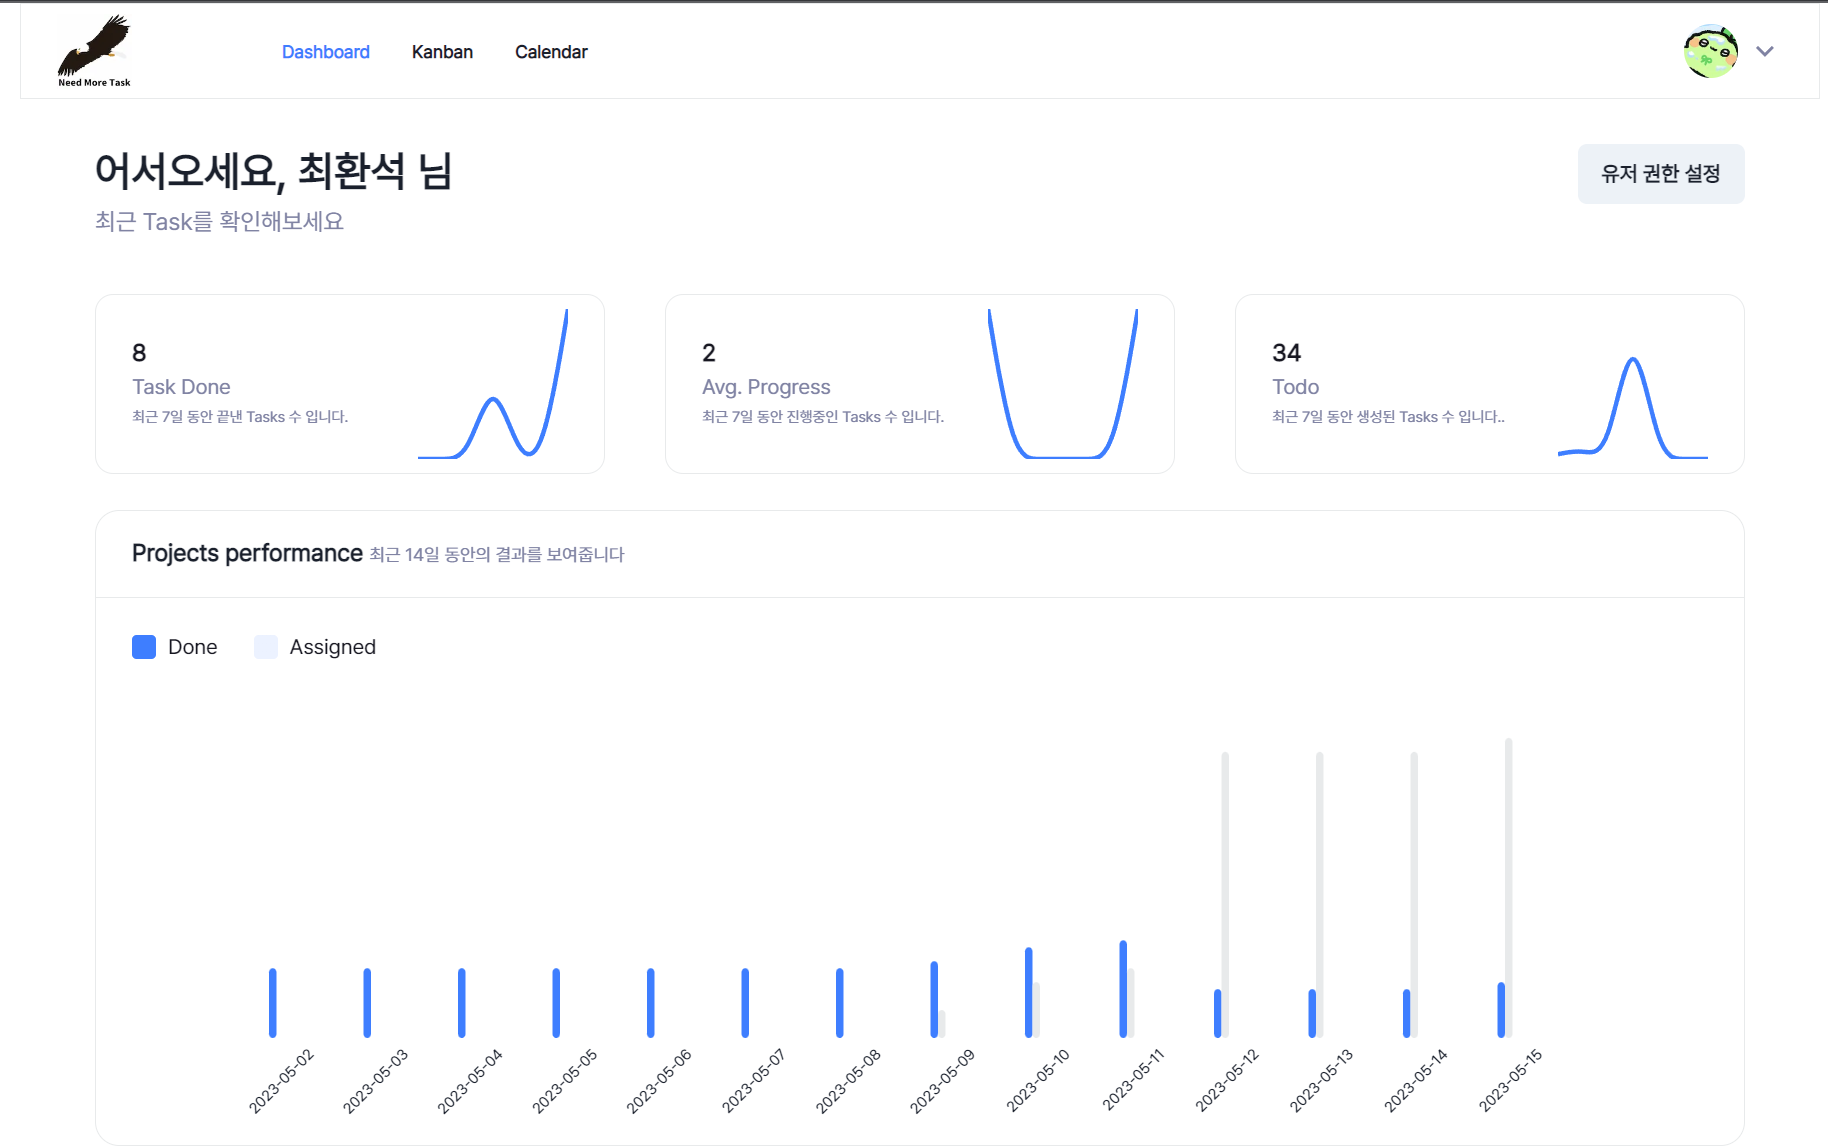 Need More Task
Dashboard
Kanban
Calendar
어서오세요, 최환석 님
최근 Task를 확인해보세요
유저 권한 설정
8
Task Done
최근 7일 동안 끝낸 Tasks 수 입니다.
2
Avg. Progress
최근 7일 동안 진행중인 Tasks 수 입니다.
34
Todo
최근 7일 동안 생성된 Tasks 수 입니다..
Projects performance 최근 14일 동안의 결과를 보여줍니다
Done
Assigned
2023-05-02
2023-05-03
2023-05-04
2023-05-05
2023-05-06
2023-05-07
2023-05-08
2023-05-09
2023-05-10
2023-05-11
2023-05-12
2023-05-13
2023-05-14
2023-05-15